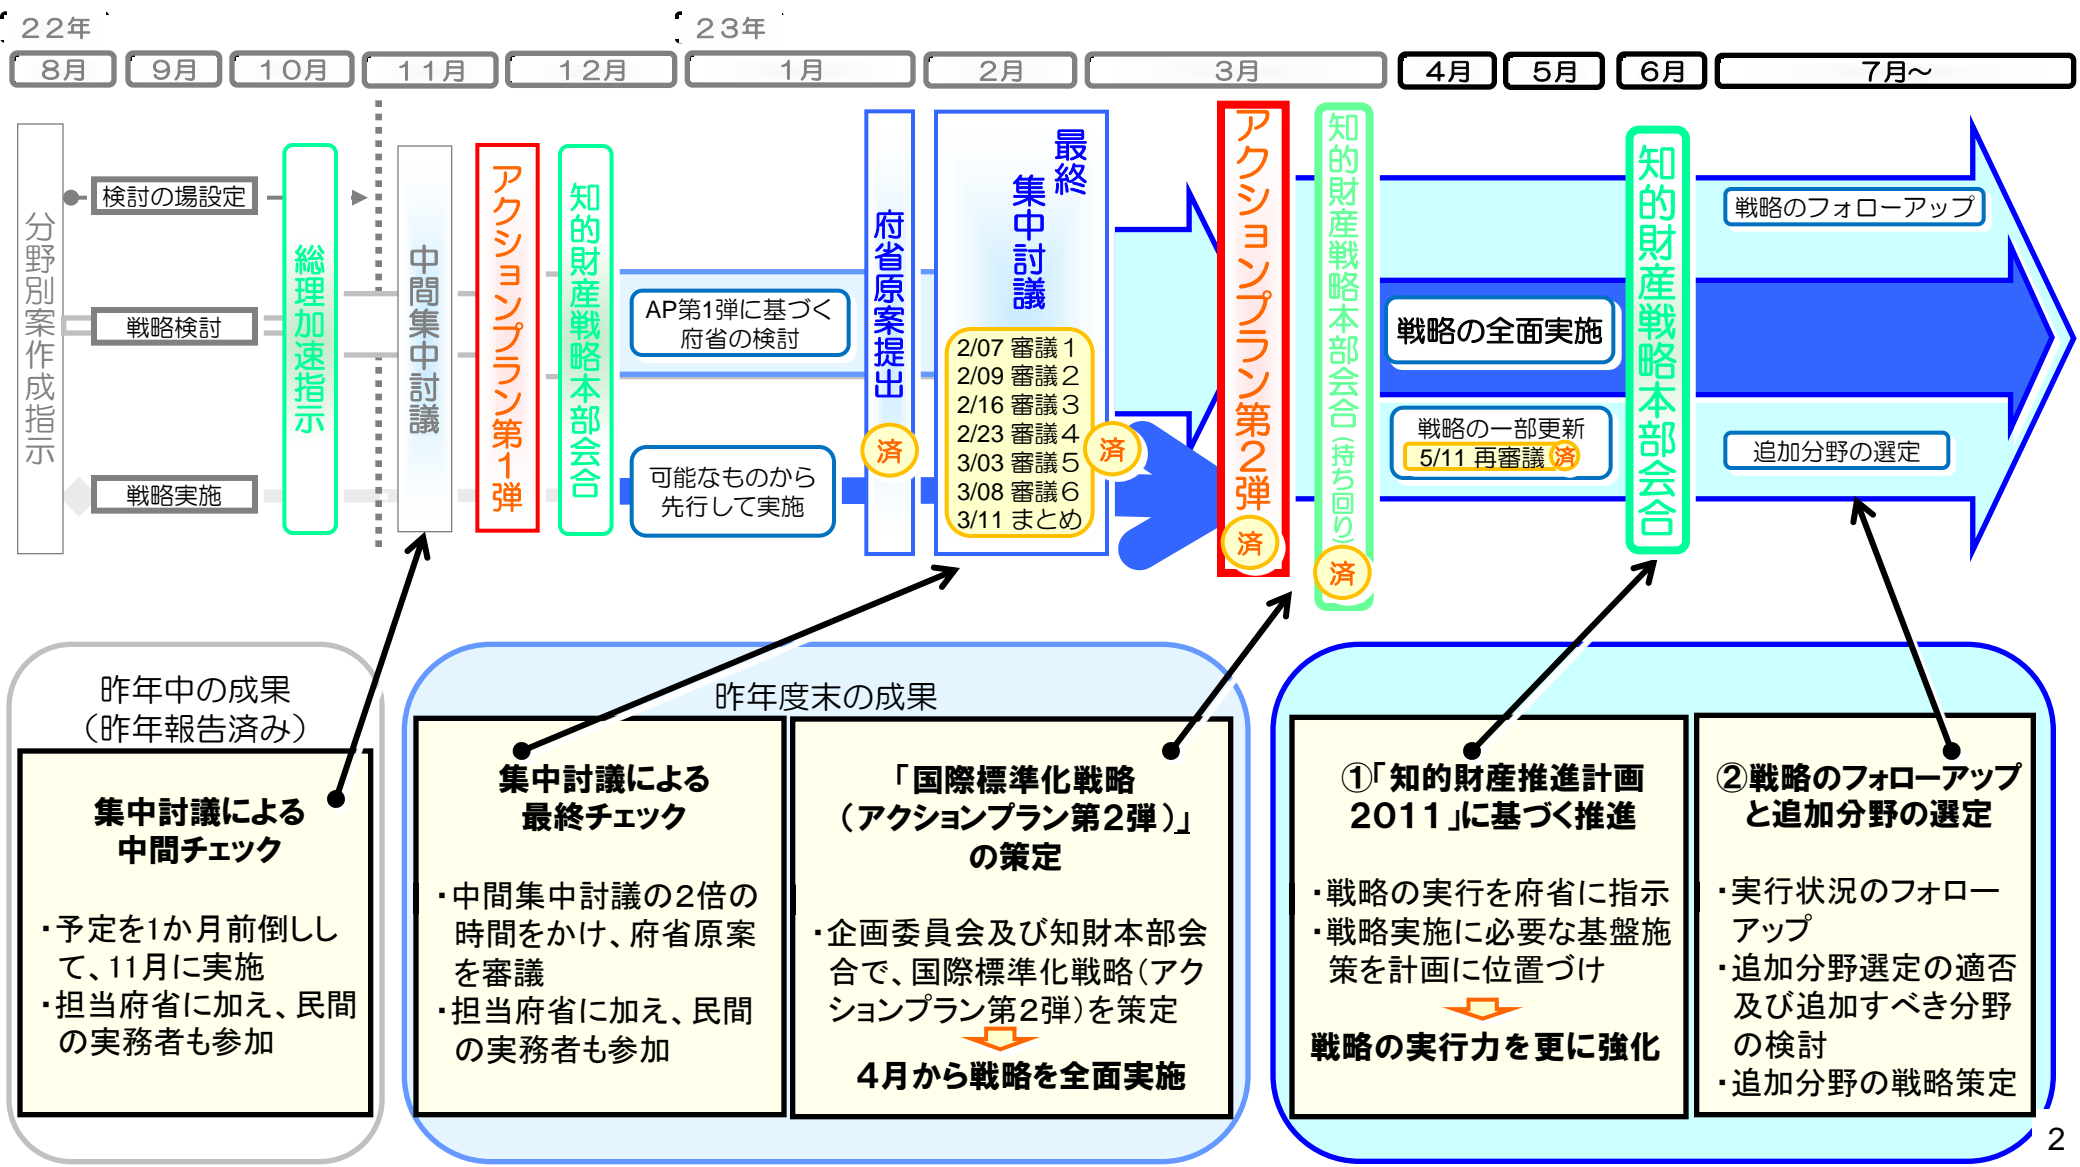 22年
23年
8月
9月
10月
11月
12月
1月
2月
3月
4月
5月
6月
7月～
分野別案作成指示
検討の場設定
戦略検討
戦略実施
総理加速指示
中間集中討議
アクションプラン第1弾
知的財産戦略本部会合
AP第1弾に基づく
府省の検討
可能なものから
先行して実施
府省原案提出
済
最終
集中討議
2/07 審議1
2/09 審議2
2/16 審議3
2/23 審議4
3/03 審議5
3/08 審議6
3/11 まとめ
済
アクションプラン第2弾
済
知的財産戦略本部会合（持ち回り）
済
戦略の全面実施
戦略の一部更新
5/11 再審議 済
知的財産戦略本部会合
戦略のフォローアップ
追加分野の選定
昨年中の成果
（昨年報告済み）
集中討議による
中間チェック
・予定を1か月前倒しし
て、11月に実施
・担当府省に加え、民間
の実務者も参加
昨年度末の成果
集中討議による
最終チェック
・中間集中討議の2倍の
時間をかけ、府省原案
を審議
・担当府省に加え、民間
の実務者も参加
「国際標準化戦略
（アクションプラン第2弾）」
の策定
・企画委員会及び知財本部会
合で、国際標準化戦略（アク
ションプラン第2弾）を策定
4月から戦略を全面実施
①「知的財産推進計画
2011」に基づく推進
・戦略の実行を府省に指示
・戦略実施に必要な基盤施
策を計画に位置づけ
戦略の実行力を更に強化
②戦略のフォローアップ
と追加分野の選定
・実行状況のフォロー
アップ
・追加分野選定の適否
及び追加すべき分野
の検討
・追加分野の戦略策定
2